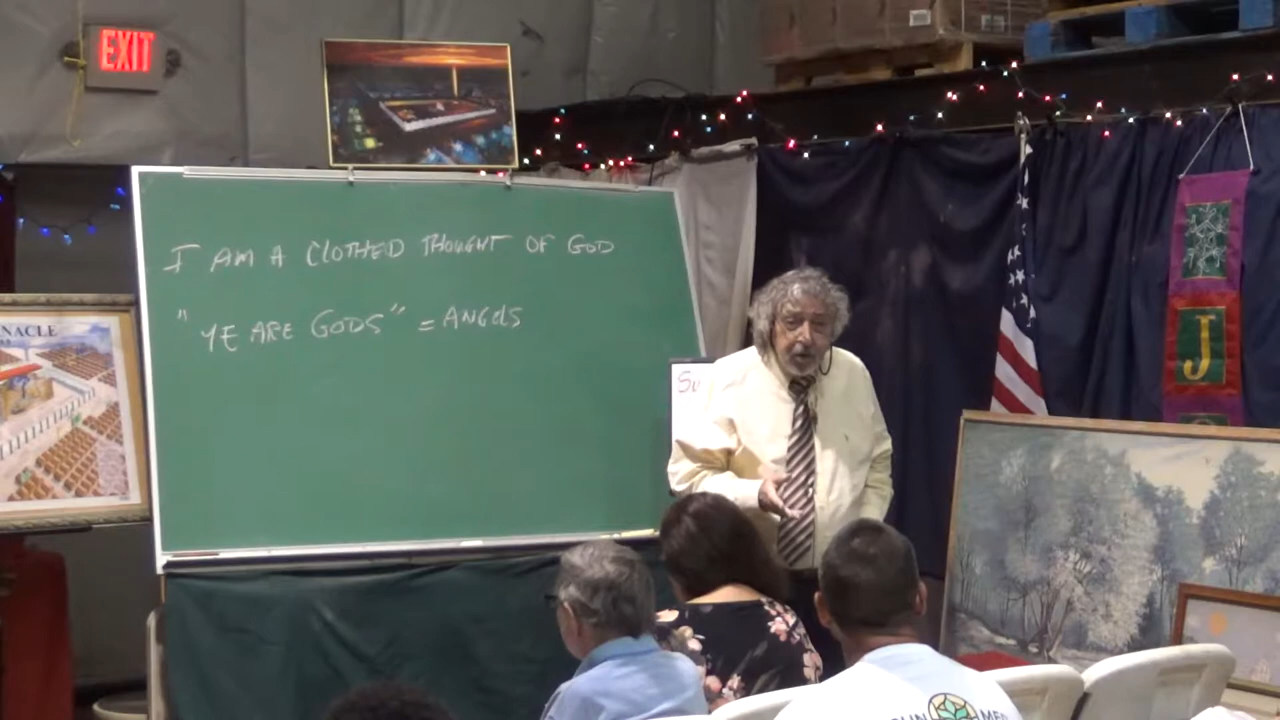 EXIT
I AM A CLOTHED THOUGHT OF GOD
"YE ARE GODS" = ANGELS
NACLE
J